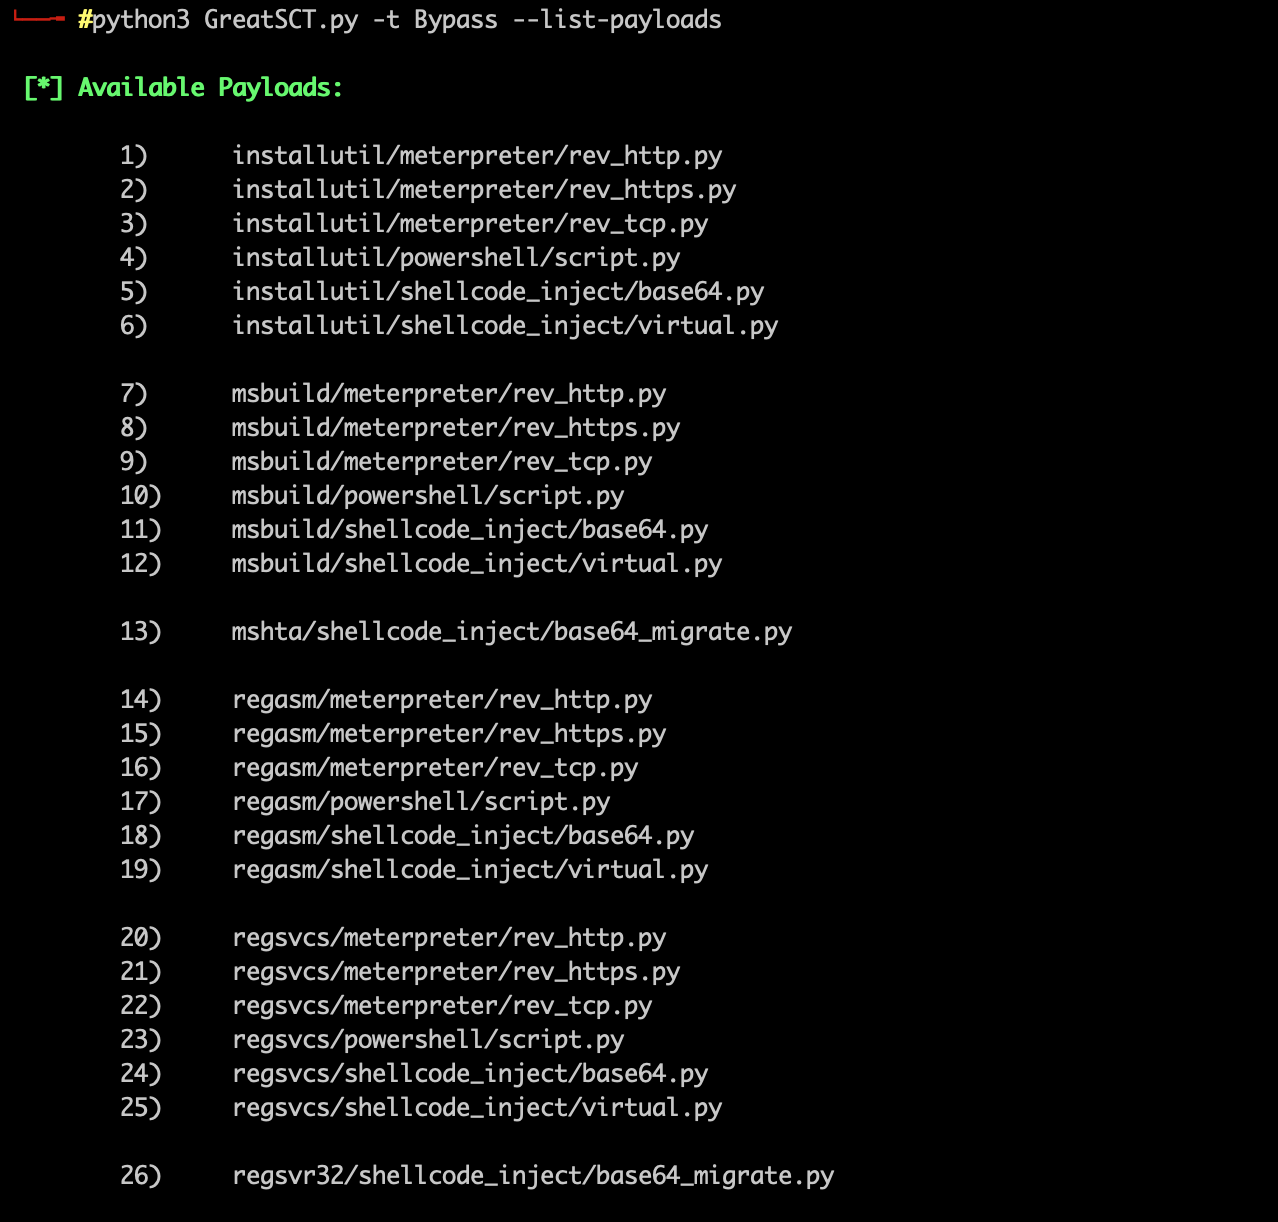 #python3 GreatSCT.py -t Bypass --list-payloads
[*] Available Payloads:
1) installutil/meterpreter/rev_http.py
2) installutil/meterpreter/rev_https.py
3) installutil/meterpreter/rev_tcp.py
4) installutil/powershell/script.py
5) installutil/shellcode_inject/base64.py
6) installutil/shellcode_inject/virtual.py
7) msbuild/meterpreter/rev_http.py
8) msbuild/meterpreter/rev_https.py
9) msbuild/meterpreter/rev_tcp.py
10) msbuild/powershell/script.py
11) msbuild/shellcode_inject/base64.py
12) msbuild/shellcode_inject/virtual.py
13) mshta/shellcode_inject/base64_migrate.py
14) regasm/meterpreter/rev_http.py
15) regasm/meterpreter/rev_https.py
16) regasm/meterpreter/rev_tcp.py
17) regasm/powershell/script.py
18) regasm/shellcode_inject/base64.py
19) regasm/shellcode_inject/virtual.py
20) regsvcs/meterpreter/rev_http.py
21) regsvcs/meterpreter/rev_https.py
22) regsvcs/meterpreter/rev_tcp.py
23) regsvcs/powershell/script.py
24) regsvcs/shellcode_inject/base64.py
25) regsvcs/shellcode_inject/virtual.py
26) regsvr32/shellcode_inject/base64_migrate.py